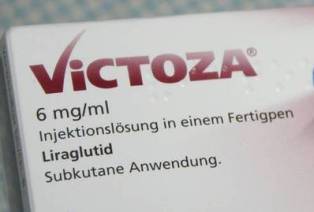 VICTOZA®
6 mg/ml
Injektionslösung in einem Fertigpen
Liraglutid
Subkutane Anwendung.